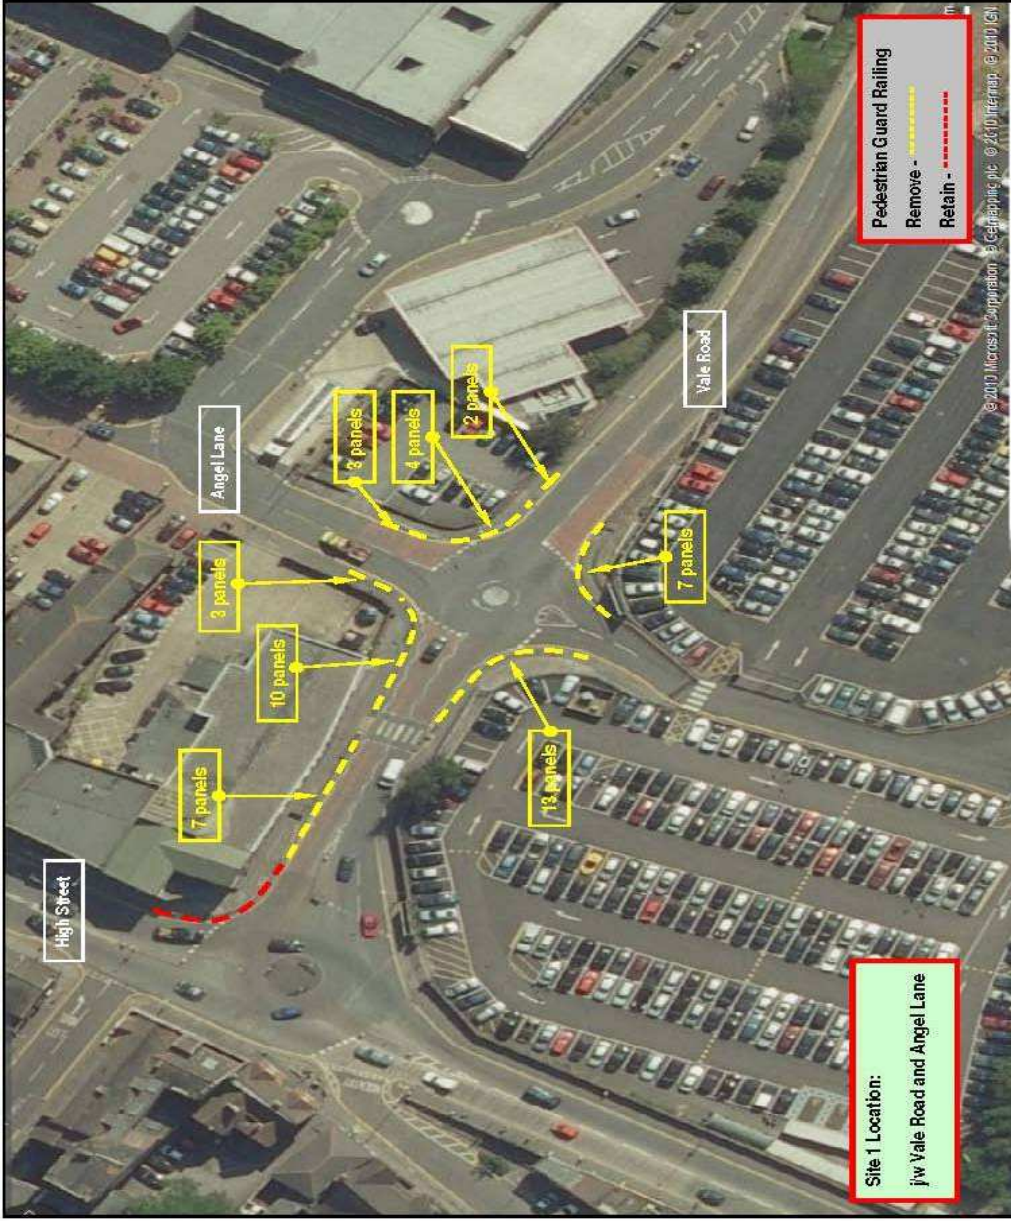 High Street
Angel Lane
Vale Road
7 panels
10 panels
3 panels
3 panels
4 panels
2 panels
13 panels
7 panels
Site 1 Location:
j/w Vale Road and Angel Lane
Pedestrian Guard Railing
Remove -
Retain -
© 2010 Microsoft Corporation © Getmapping plc © 2010 Intermap © 2010 IGN